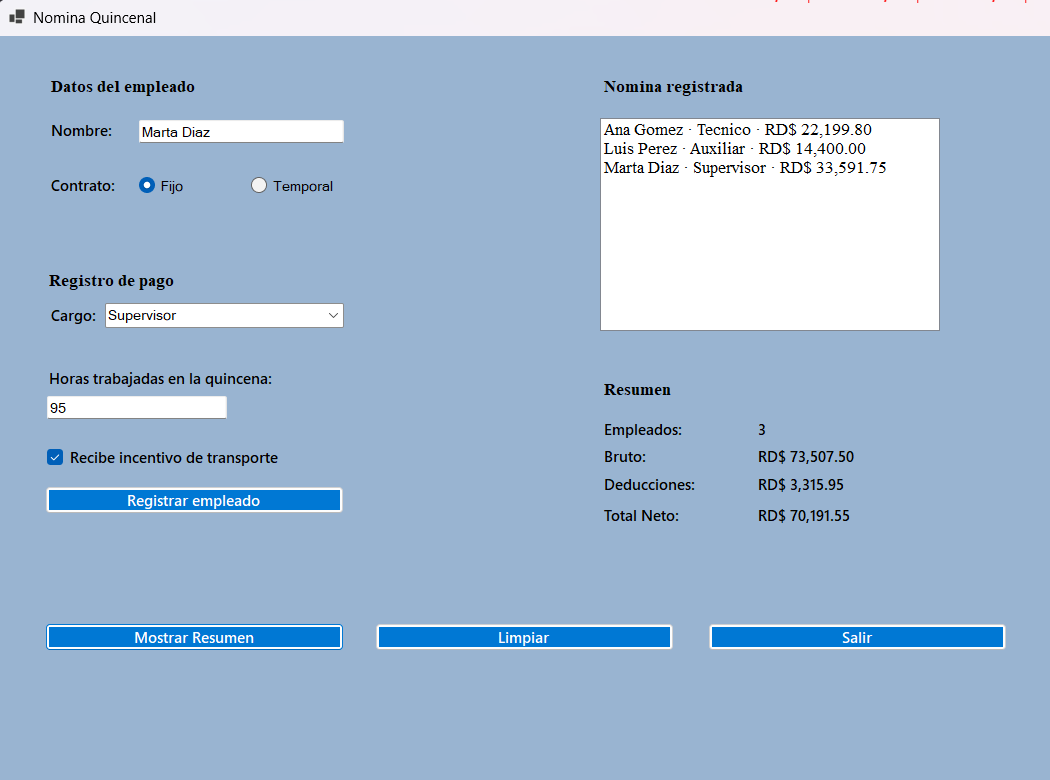 Nomina Quincenal
Datos del empleado
Nombre: Marta Diaz
Contrato: Fijo Temporal
Registro de pago
Cargo: Supervisor
Horas trabajadas en la quincena:
95
Recibe incentivo de transporte
Registrar empleado
Nomina registrada
Ana Gomez · Tecnico · RD$ 22,199.80
Luis Perez · Auxiliar · RD$ 14,400.00
Marta Diaz · Supervisor · RD$ 33,591.75
Resumen
Empleados: 3
Bruto: RD$ 73,507.50
Deducciones: RD$ 3,315.95
Total Neto: RD$ 70,191.55
Mostrar Resumen Limpiar Salir